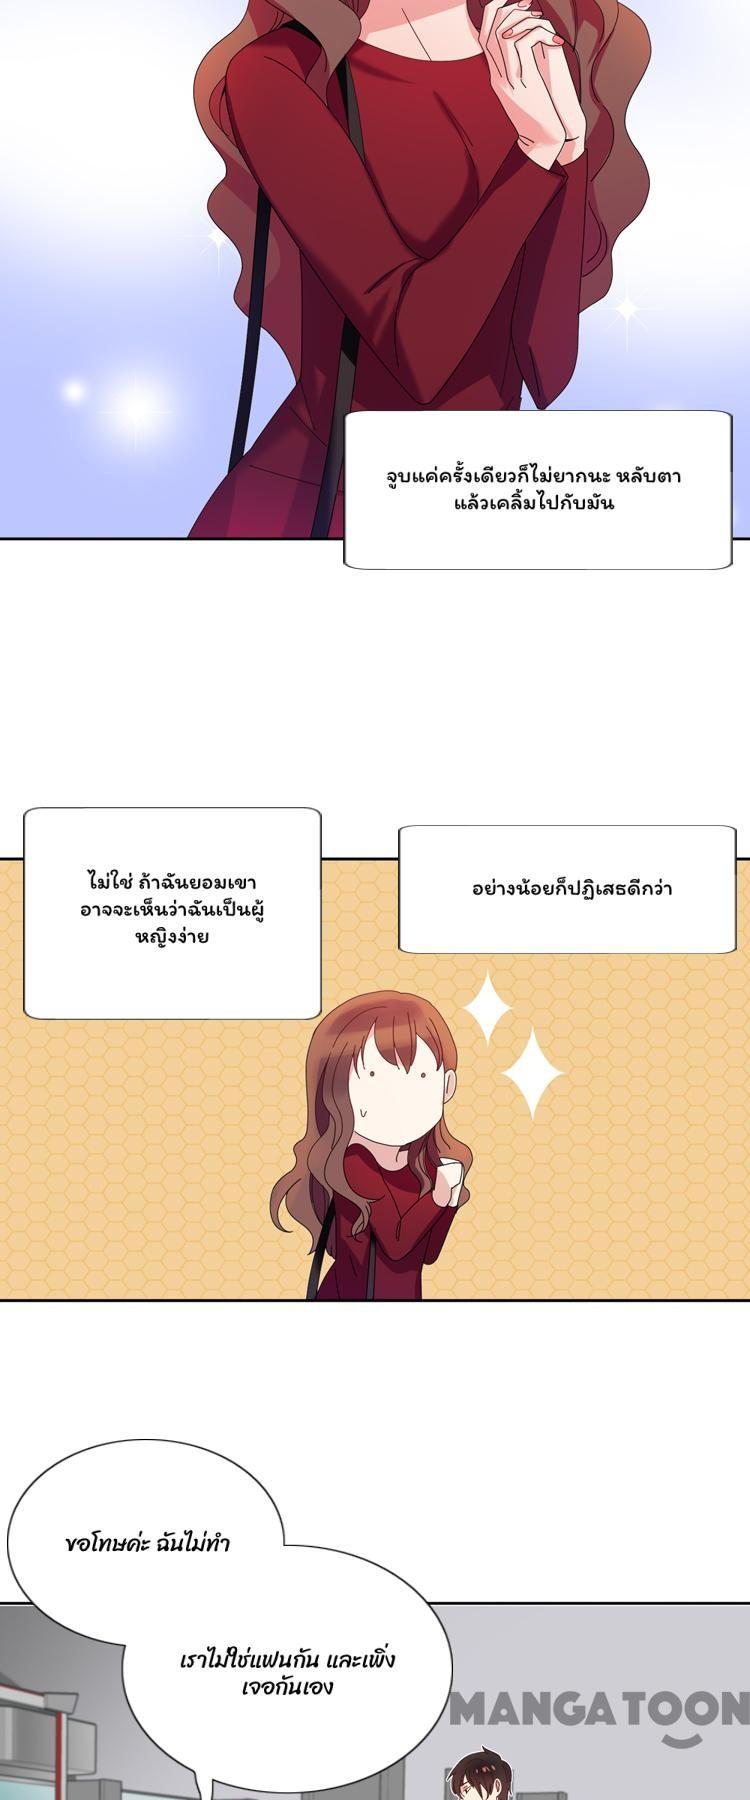 จูบแค่ครั้งเดียวก็ไม่ยากนะ หลับตา
แล้วเคลิ้มไปกับมัน
ไม่ใช่ ถ้าฉันยอมเขา
อาจจะเห็นว่าฉันเป็นผู้
หญิงง่าย
อย่างน้อยก็ปฏิเสธดีกว่า
ขอโทษค่ะ ฉันไม่ทำ
เราไม่ใช่แฟนกัน และเพิ่ง
เจอกันเอง
MANGATOON